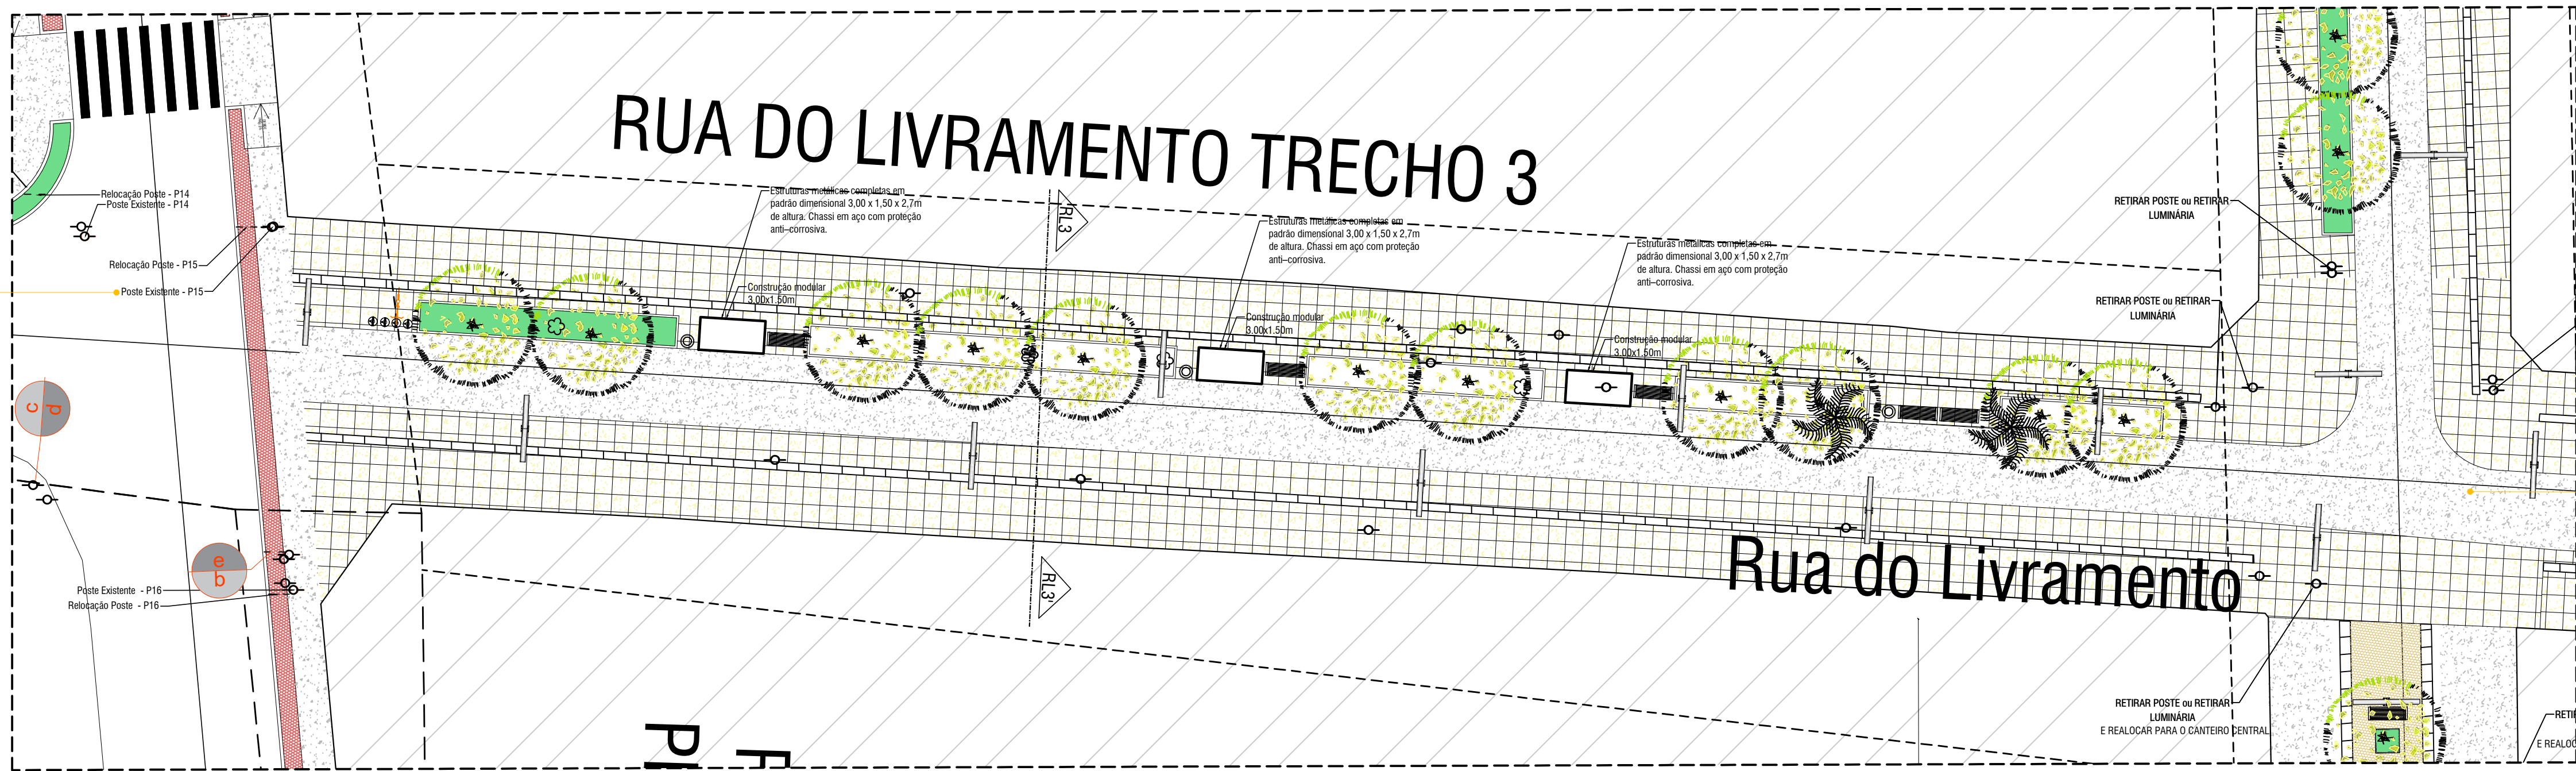 RUA DO LIVRAMENTO TRECHO 3
Relocação Poste - P14
Poste Existente - P14
Relocação Poste - P15
Poste Existente - P15
Estruturas metálicas completas em
padrão dimensional 3,00 x 1,50 x 2,7m
de altura. Chassi em aço com proteção
anti-corrosiva.
Construção modular
3.00x1.50m
RL3
Estruturas metálicas completas em
padrão dimensional 3,00 x 1,50 x 2,7m
de altura. Chassi em aço com proteção
anti-corrosiva.
Construção modular
3.00x1.50m
Estruturas metálicas completas em
padrão dimensional 3,00 x 1,50 x 2,7m
de altura. Chassi em aço com proteção
anti-corrosiva.
Construção modular
3.00x1.50m
RETIRAR POSTE ou RETIRAR
LUMINÁRIA
RETIRAR POSTE ou RETIRAR
LUMINÁRIA
c
d
e
b
Poste Existente - P16
Relocação Poste - P16
RL3'
Rua do Livramento
RETIRAR POSTE ou RETIRAR
LUMINÁRIA
E REALOCAR PARA O CANTEIRO CENTRAL
RETI
E REALOC